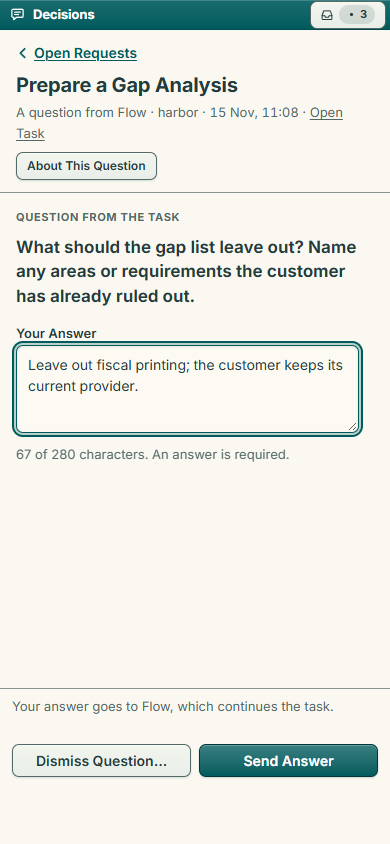 Decisions
• 3
Open Requests
Prepare a Gap Analysis
A question from Flow · harbor · 15 Nov, 11:08 · Open
Task
About This Question
QUESTION FROM THE TASK
What should the gap list leave out? Name
any areas or requirements the customer
has already ruled out.
Your Answer
Leave out fiscal printing; the customer keeps its
current provider.
67 of 280 characters. An answer is required.
Your answer goes to Flow, which continues the task.
Dismiss Question...
Send Answer